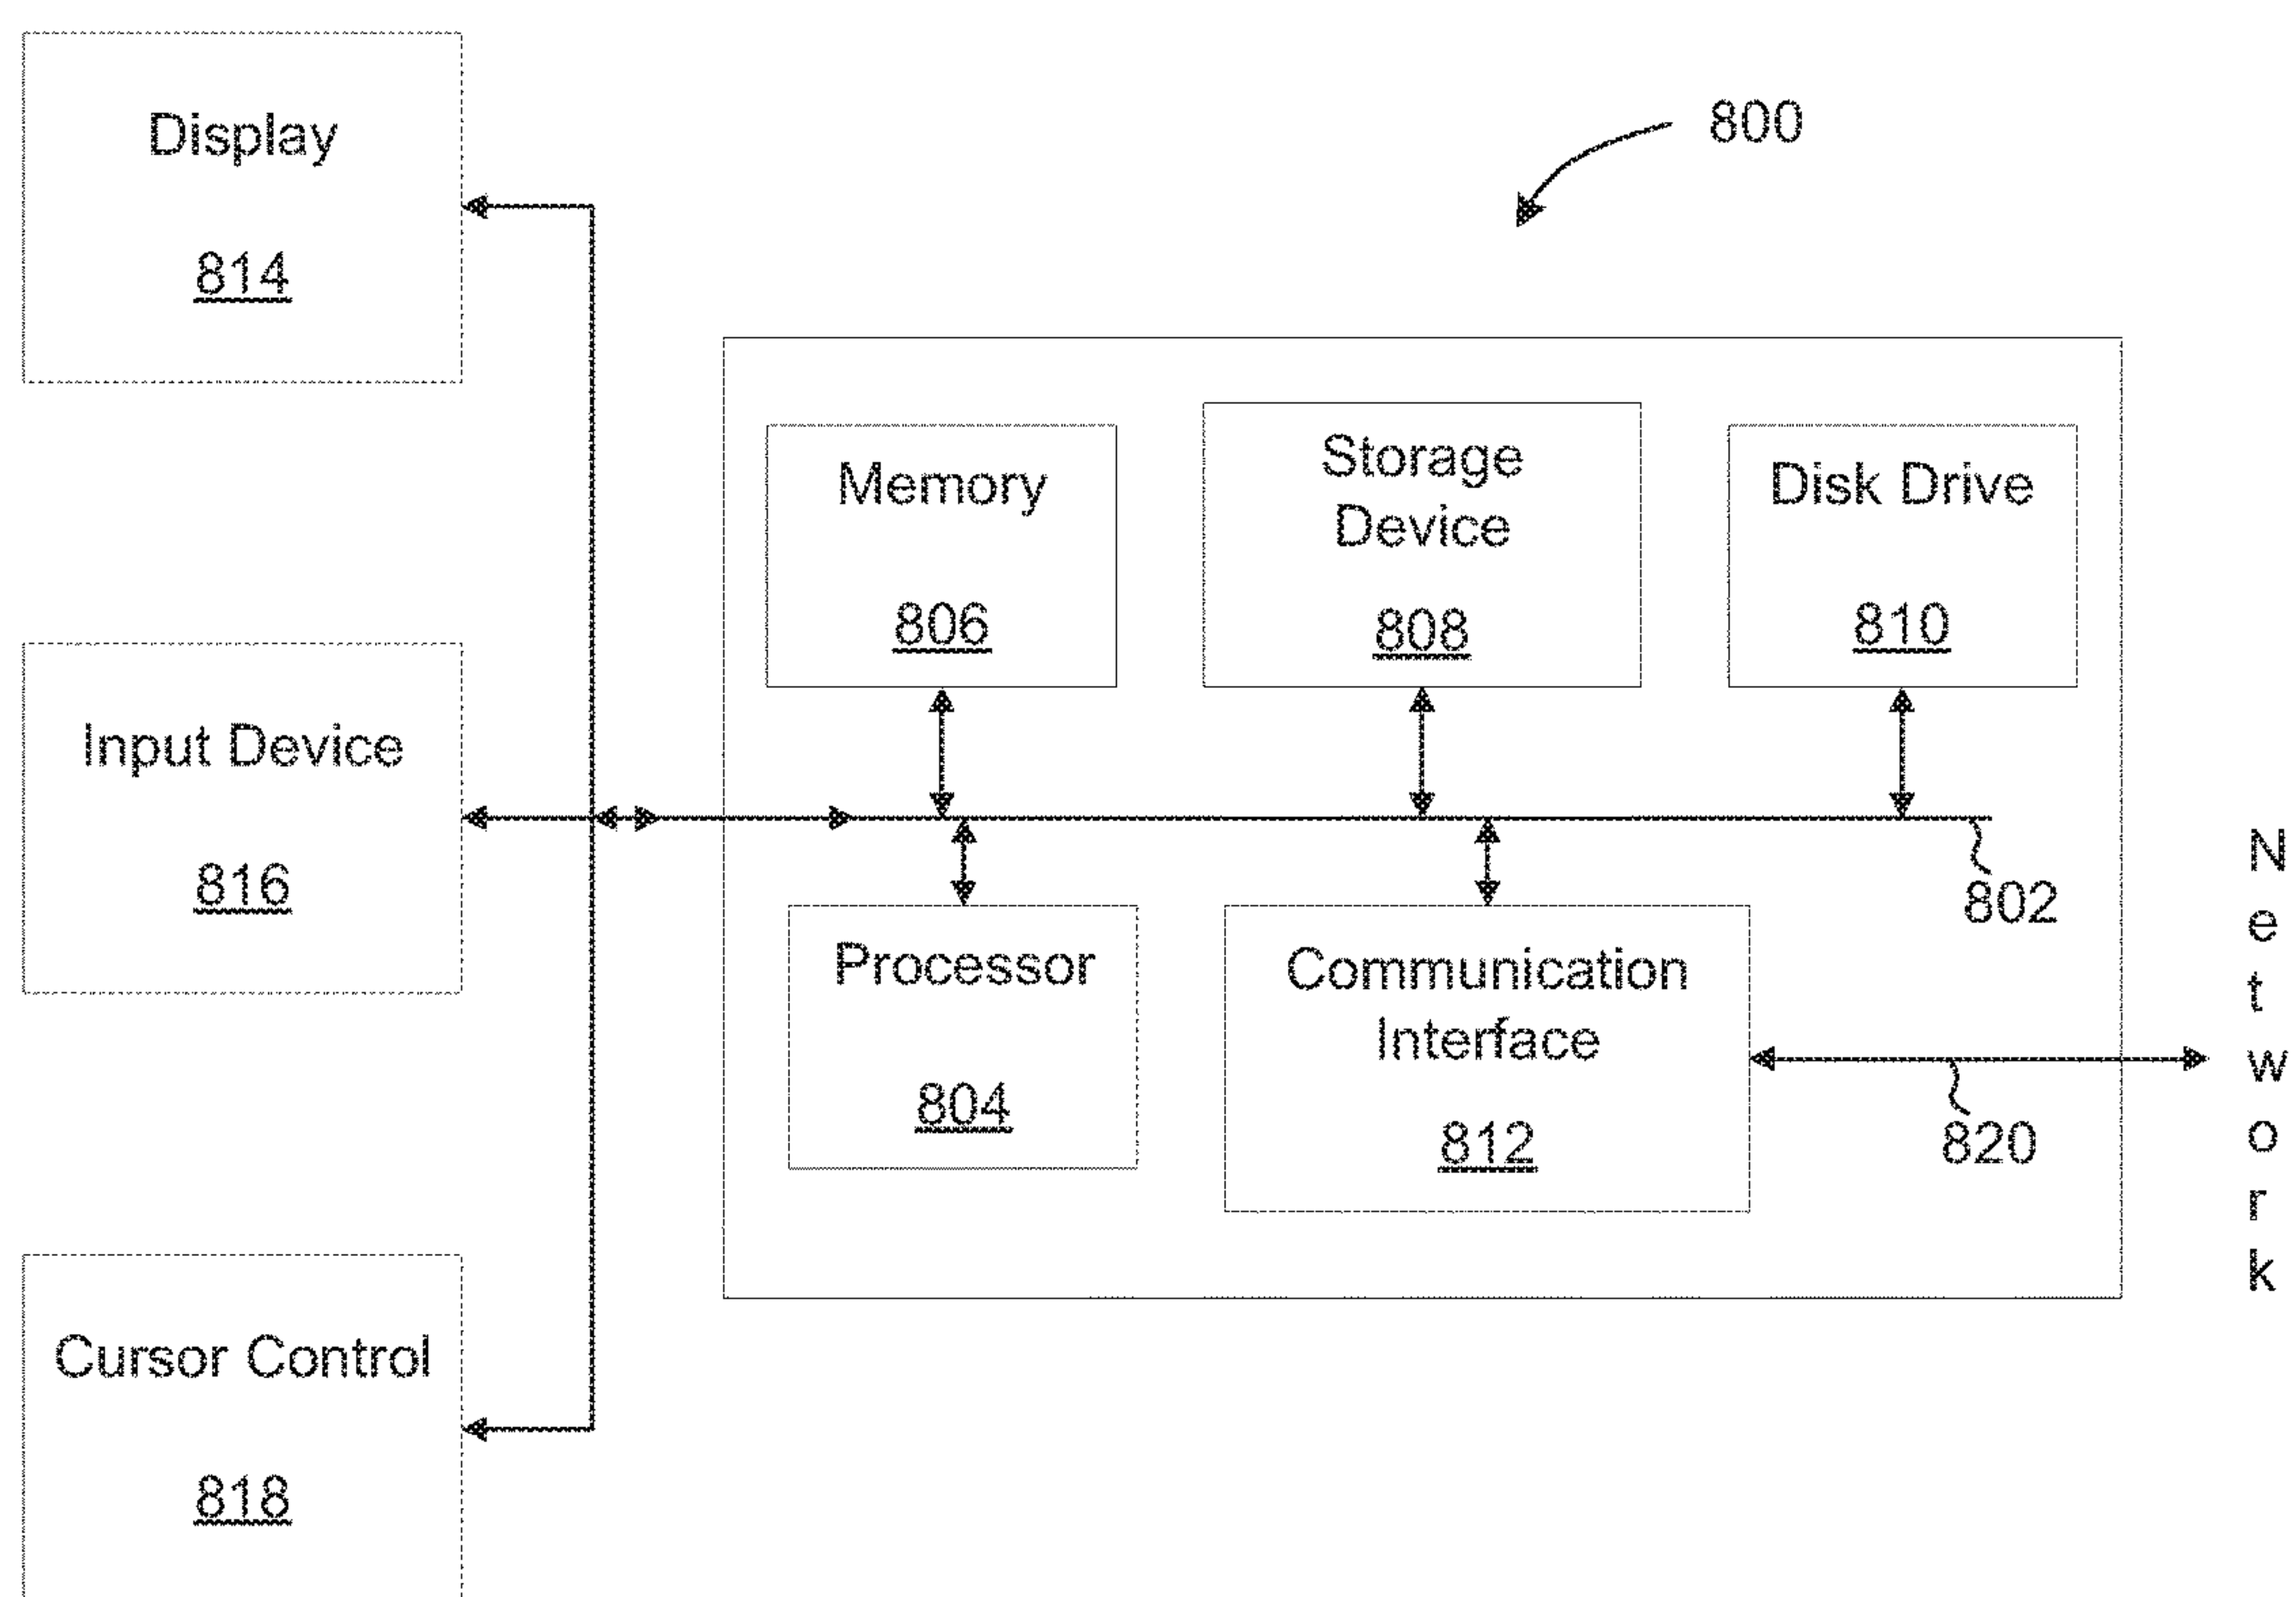 Display
814
800
Memory
806
Storage
Device
808
Disk Drive
810
Input Device
816
802
Processor
804
Communication
Interface
812
820
Network
Cursor Control
818